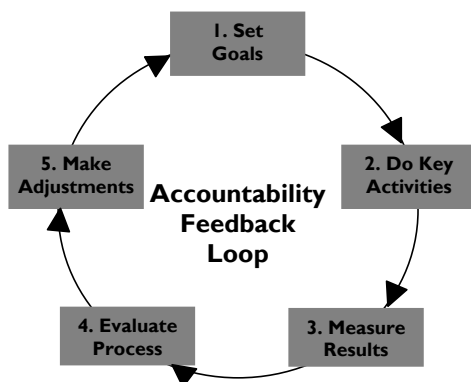 1. Set
Goals
2. Do Key
Activities
3. Measure
Results
4. Evaluate
Process
5. Make
Adjustments
Accountability
Feedback
Loop